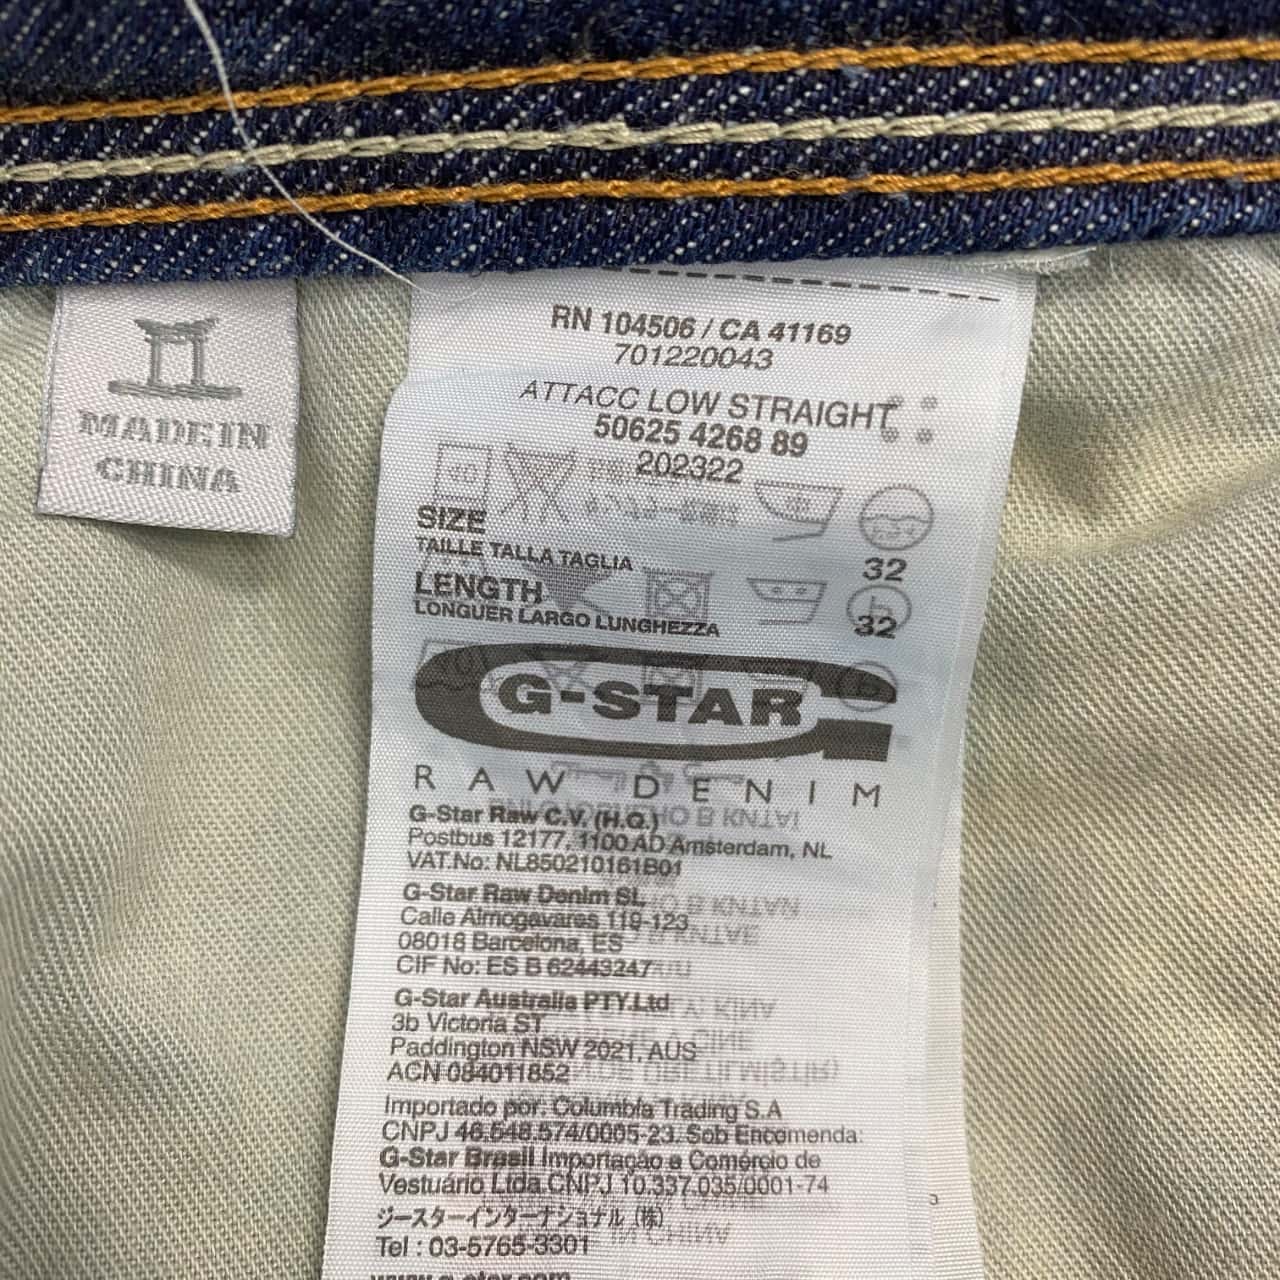 MADE IN
CHINA
RN 104506 / CA 41169
701220043
ATTACC LOW STRAIGHT
50625 4268 89
202322
SIZE
TAILLE TALLA TAGLIA
32
LENGTH
LONGUER LARGO LUNGHEZZA
32
G-STAR
RAW DENIM
G-Star Raw C.V. (H.Q.)
Postbus 12177, 1100 AD Amsterdam, NL
VAT.No: NL850210161B01
G-Star Raw Denim SL
Calle Almogavares 119-123
08018 Barcelona, ES
CIF No: ES B 62443247
G-Star Australia PTY.Ltd
3b Victoria ST
Paddington NSW 2021, AUS
ACN 084011852
Importado por: Columbia Trading S.A
CNPJ 46.548.574/0005-23. Sob Encomenda:
G-Star Brasil Importação e Comércio de
Vestuário Ltda.CNPJ 10.337.035/0001-74
ジースターインターナショナル (株)
Tel : 03-5765-3301
www.g-star.com